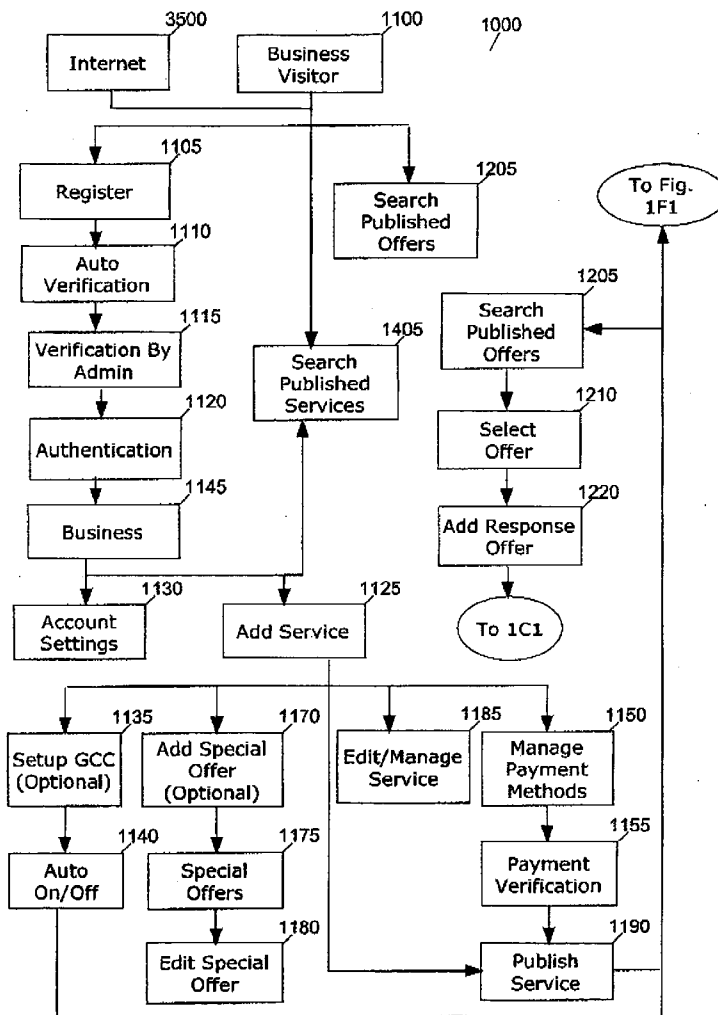 3500
1100
1000
Internet
Business
Visitor
1105
Register
1205
Search
Published
Offers
To Fig.
1F1
1110
Auto
Verification
1115
Verification By
Admin
1405
Search
Published
Services
1205
Search
Published
Offers
1120
Authentication
1210
Select
Offer
1145
Business
1220
Add Response
Offer
1130
Account
Settings
1125
Add Service
To 1C1
1135
Setup GCC
(Optional)
1170
Add Special
Offer
(Optional)
1185
Edit/Manage
Service
1150
Manage
Payment
Methods
1140
Auto
On/Off
1175
Special
Offers
1155
Payment
Verification
1180
Edit Special
Offer
1190
Publish
Service